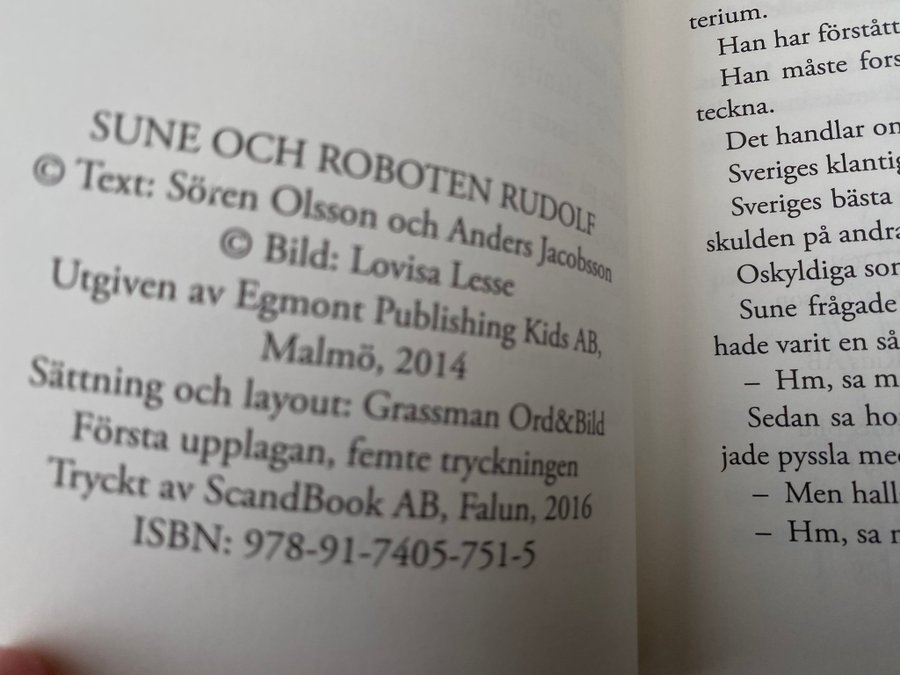 SUNE OCH ROBOTEN RUDOLF
© Text: Sören Olsson och Anders Jacobsson
© Bild: Lovisa Lesse
Utgiven av Egmont Publishing Kids AB,
Malmö, 2014
Sättning och layout: Grassman Ord&Bild
Första upplagan, femte tryckningen
Tryckt av ScandBook AB, Falun, 2016
ISBN: 978-91-7405-751-5
terium.
Han har förstått
Han måste fors
teckna.
Det handlar om
Sveriges klantig
Sveriges bästa
skulden på andra
Oskyldiga som
Sune frågade
hade varit en så
– Hm, sa m
Sedan sa ho
jade pyssla med
– Men hall
– Hm, sa m